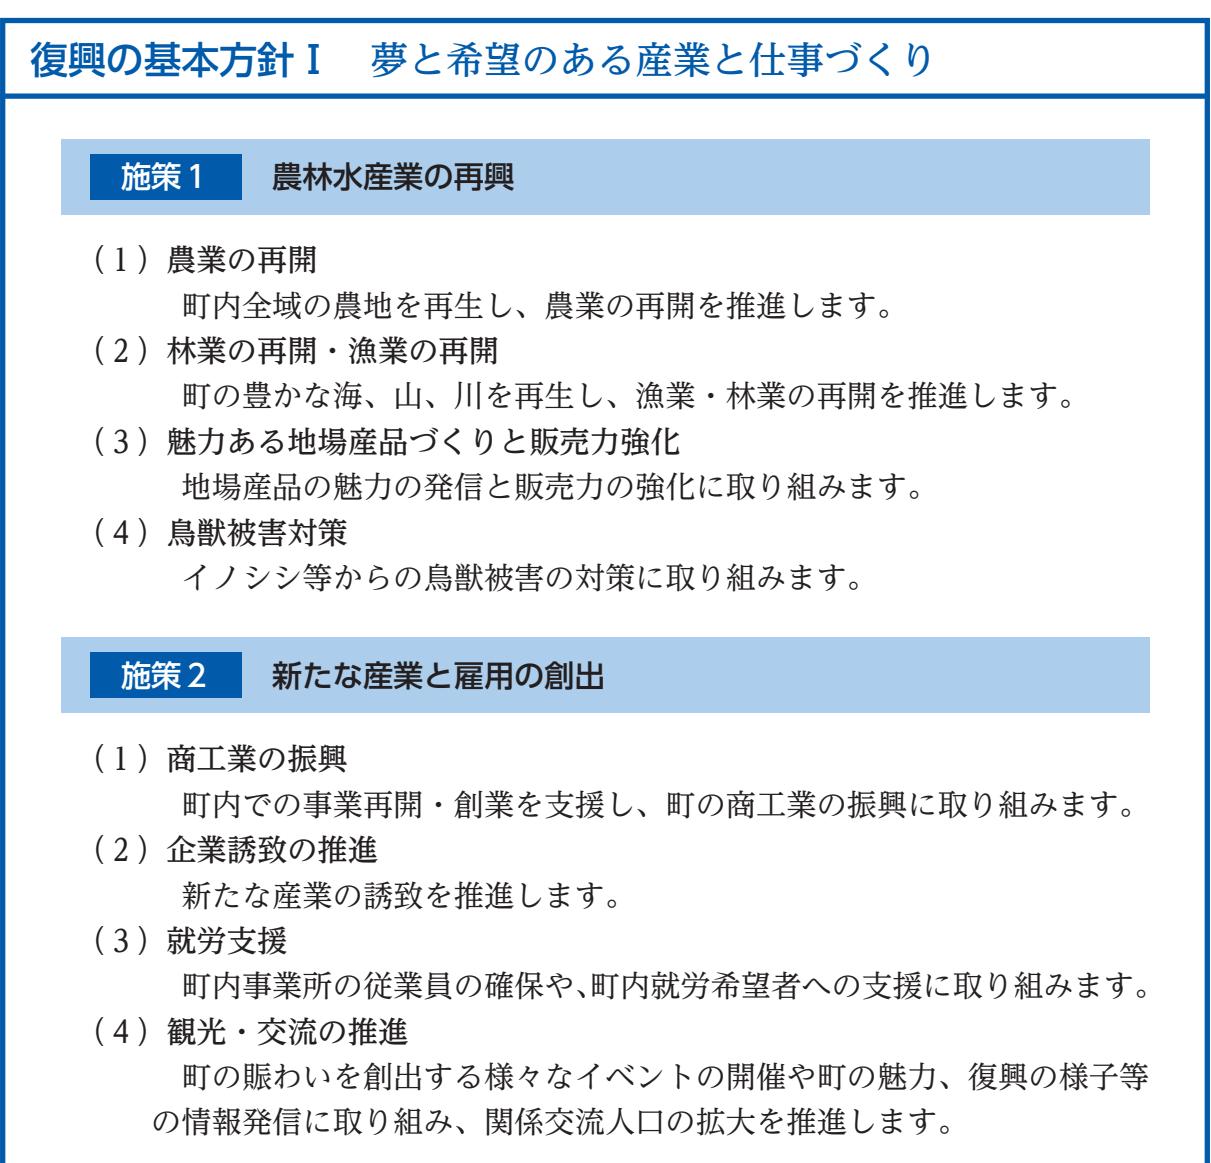 復興の基本方針Ⅰ　夢と希望のある産業と仕事づくり
施策1　農林水産業の再興
（1）農業の再開
町内全域の農地を再生し、農業の再開を推進します。
（2）林業の再開・漁業の再開
町の豊かな海、山、川を再生し、漁業・林業の再開を推進します。
（3）魅力ある地場産品づくりと販売力強化
地場産品の魅力の発信と販売力の強化に取り組みます。
（4）鳥獣被害対策
イノシシ等からの鳥獣被害の対策に取り組みます。
施策2　新たな産業と雇用の創出
（1）商工業の振興
町内での事業再開・創業を支援し、町の商工業の振興に取り組みます。
（2）企業誘致の推進
新たな産業の誘致を推進します。
（3）就労支援
町内事業所の従業員の確保や、町内就労希望者への支援に取り組みます。
（4）観光・交流の推進
町の賑わいを創出する様々なイベントの開催や町の魅力、復興の様子等
の情報発信に取り組み、関係交流人口の拡大を推進します。